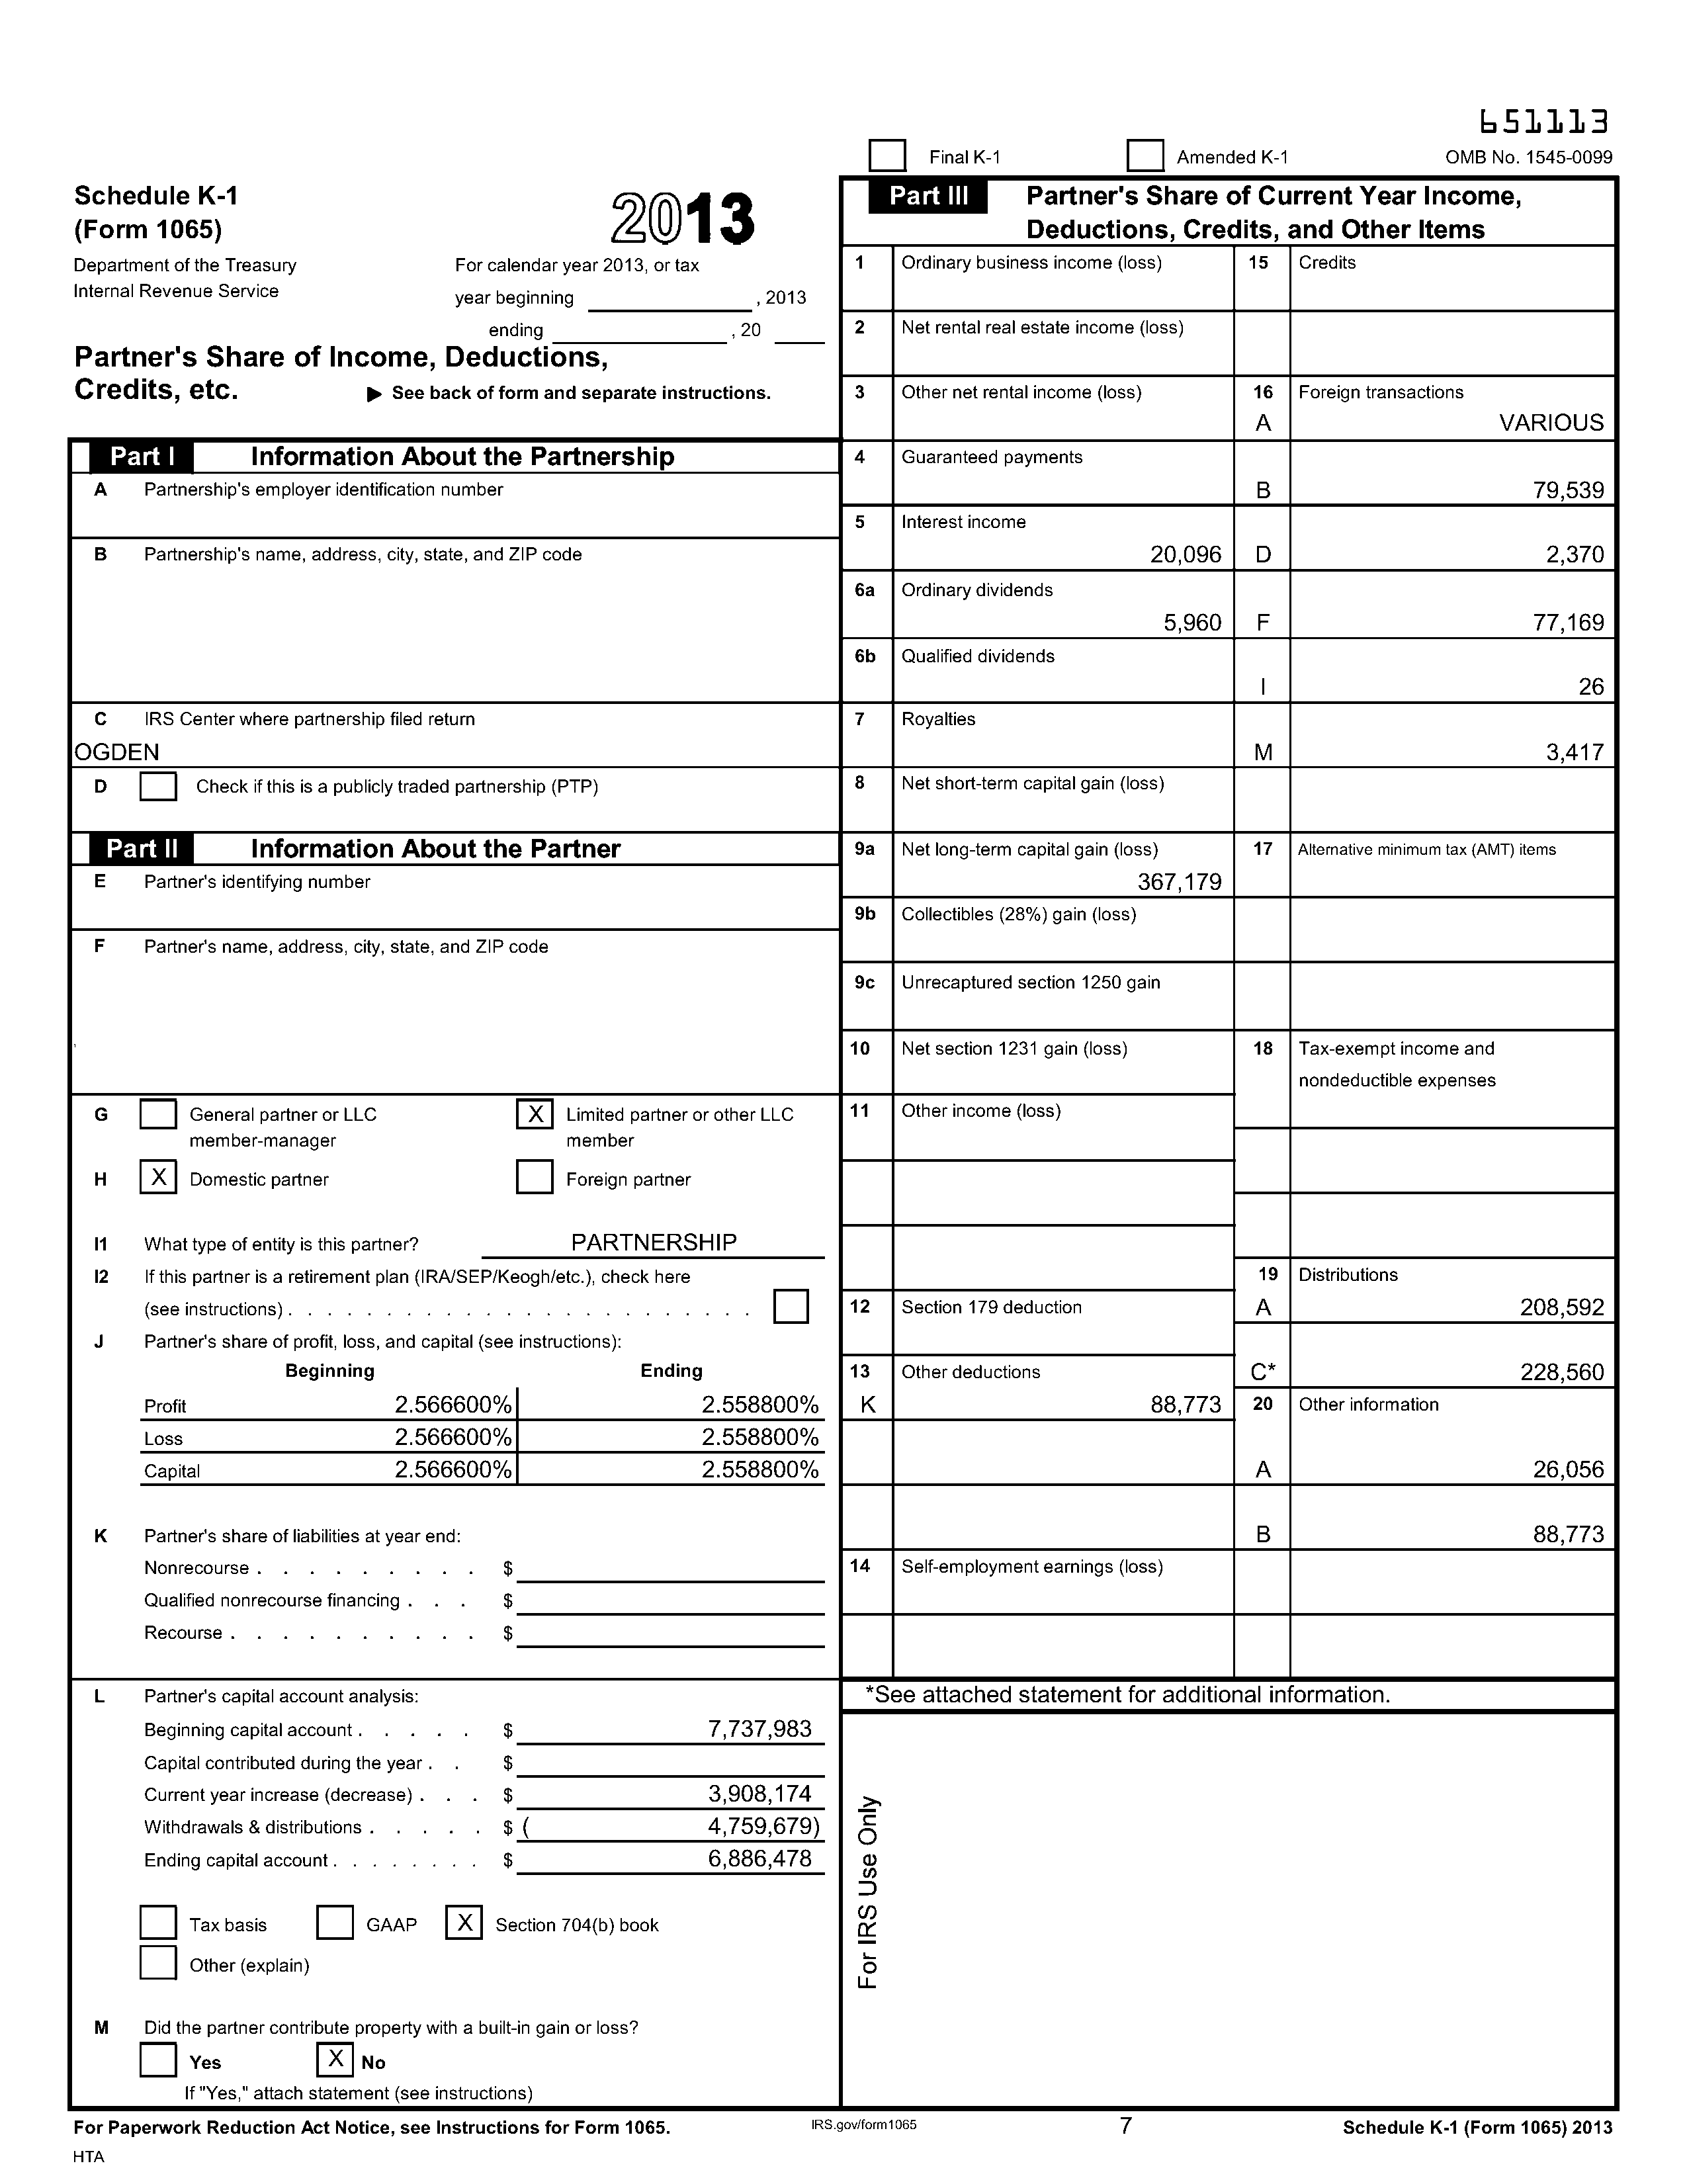 651113
Final K-1
Amended K-1
OMB No. 1545-0099
Schedule K-1
(Form 1065)
2013
Department of the Treasury
Internal Revenue Service
For calendar year 2013, or tax
year beginning , 2013
ending , 20
Partner's Share of Income, Deductions,
Credits, etc. ▶ See back of form and separate instructions.
Part I Information About the Partnership
A Partnership's employer identification number
B Partnership's name, address, city, state, and ZIP code
C IRS Center where partnership filed return
OGDEN
D Check if this is a publicly traded partnership (PTP)
Part II Information About the Partner
E Partner's identifying number
F Partner's name, address, city, state, and ZIP code
G General partner or LLC member-manager
X Limited partner or other LLC member
H X Domestic partner
Foreign partner
I1 What type of entity is this partner? PARTNERSHIP
I2 If this partner is a retirement plan (IRA/SEP/Keogh/etc.), check here
(see instructions) . . . . . . . . . . . . . . . . . . . . . . . .
J Partner's share of profit, loss, and capital (see instructions):
Beginning Ending
Profit 2.566600% 2.558800%
Loss 2.566600% 2.558800%
Capital 2.566600% 2.558800%
K Partner's share of liabilities at year end:
Nonrecourse . . . . . . . . . $
Qualified nonrecourse financing . . . $
Recourse . . . . . . . . . . $
L Partner's capital account analysis:
Beginning capital account . . . . . $ 7,737,983
Capital contributed during the year . . $
Current year increase (decrease) . . . $ 3,908,174
Withdrawals & distributions . . . . . $ ( 4,759,679)
Ending capital account . . . . . . . . $ 6,886,478
Tax basis GAAP X Section 704(b) book
Other (explain)
M Did the partner contribute property with a built-in gain or loss?
Yes X No
If "Yes," attach statement (see instructions)
Part III Partner's Share of Current Year Income,
Deductions, Credits, and Other Items
1 Ordinary business income (loss)
15 Credits
2 Net rental real estate income (loss)
3 Other net rental income (loss)
16 Foreign transactions
A VARIOUS
4 Guaranteed payments
B 79,539
5 Interest income
20,096 D 2,370
6a Ordinary dividends
5,960 F 77,169
6b Qualified dividends
I 26
7 Royalties
M 3,417
8 Net short-term capital gain (loss)
9a Net long-term capital gain (loss)
367,179
17 Alternative minimum tax (AMT) items
9b Collectibles (28%) gain (loss)
9c Unrecaptured section 1250 gain
10 Net section 1231 gain (loss)
18 Tax-exempt income and
nondeductible expenses
11 Other income (loss)
19 Distributions
A 208,592
12 Section 179 deduction
C* 228,560
13 Other deductions
K 88,773
20 Other information
A 26,056
B 88,773
14 Self-employment earnings (loss)
*See attached statement for additional information.
For IRS Use Only
For Paperwork Reduction Act Notice, see Instructions for Form 1065.
IRS.gov/form1065
7
Schedule K-1 (Form 1065) 2013
HTA